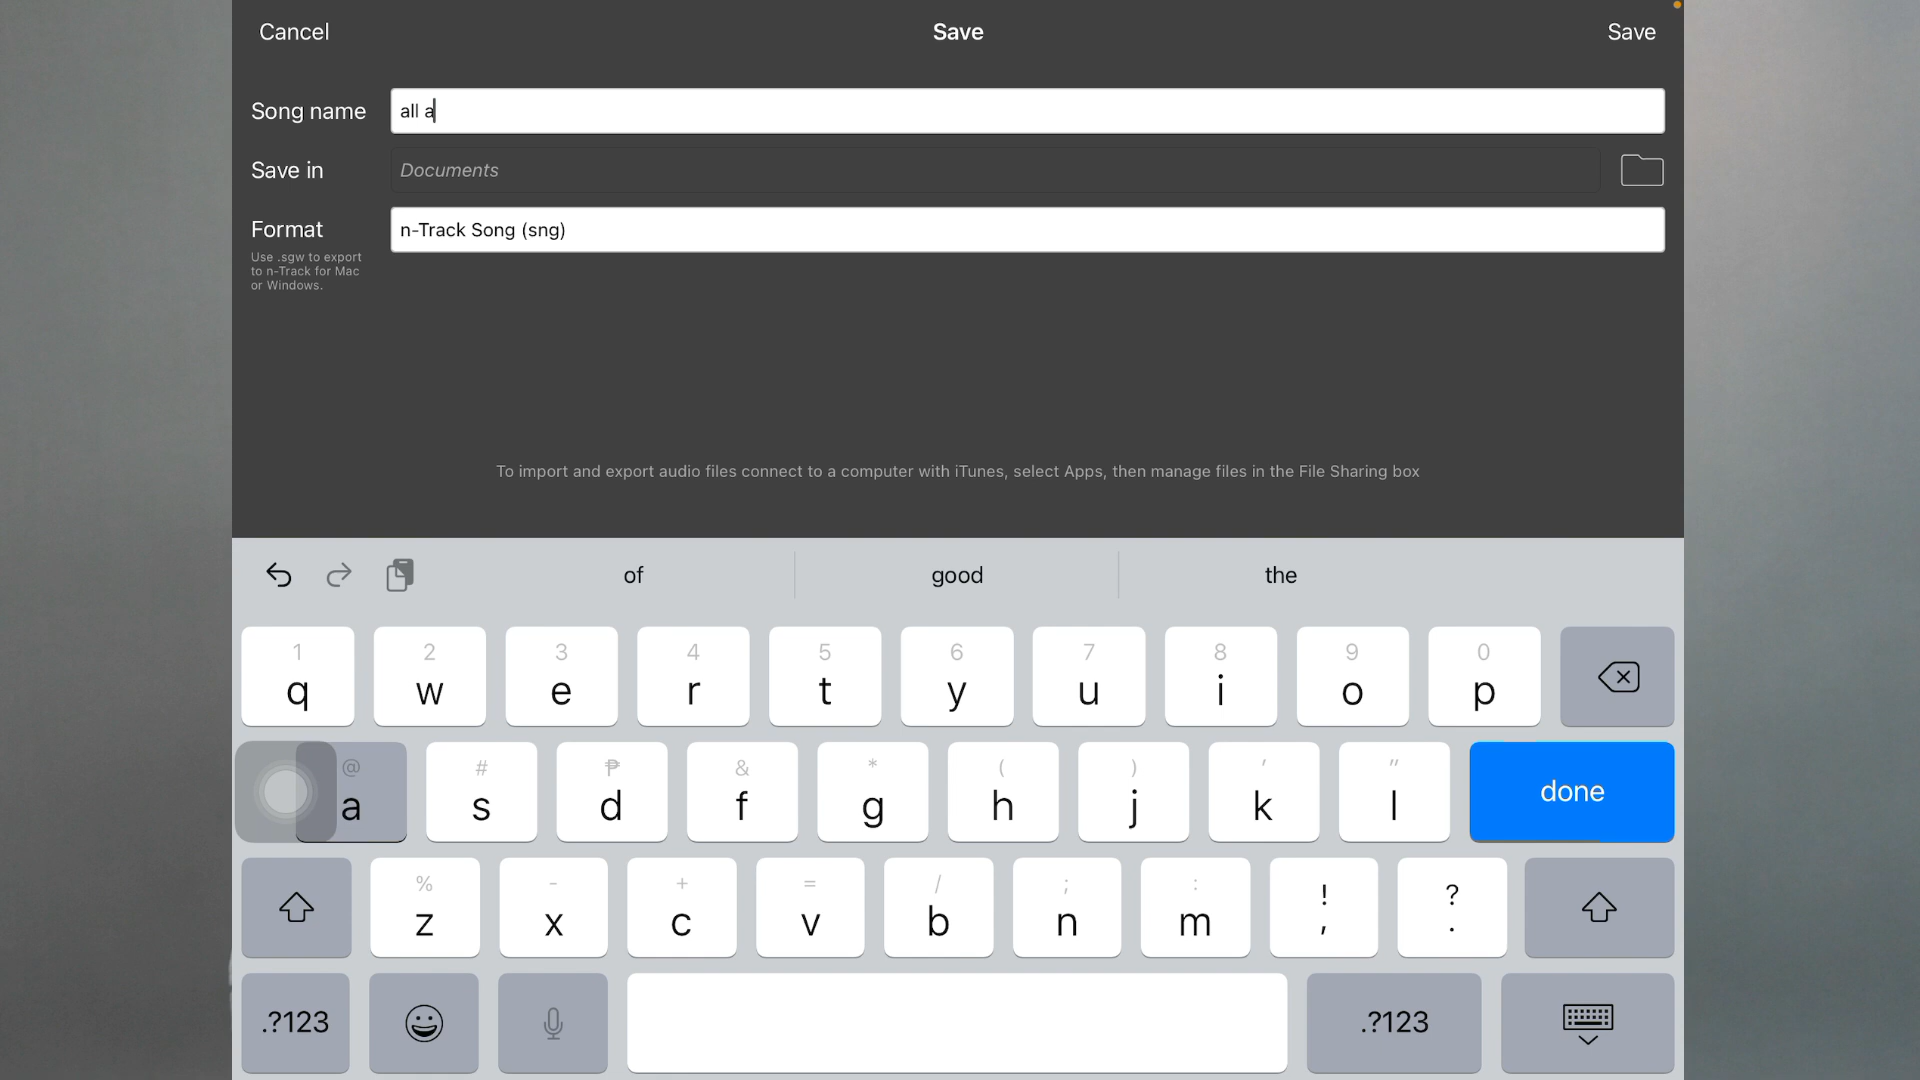 Cancel Save Save
Song name all a
Save in Documents
Format n-Track Song (sng)
Use .sgw to export
to n-Track for Mac
or Windows.
To import and export audio files connect to a computer with iTunes, select Apps, then manage files in the File Sharing box
of good the
1 2 3 4 5 6 7 8 9 0
q w e r t y u i o p
@ # ₱ & * ( ) ' "
a s d f g h j k l done
% - + = / ; : ! ?
z x c v b n m , .
.?123 .?123